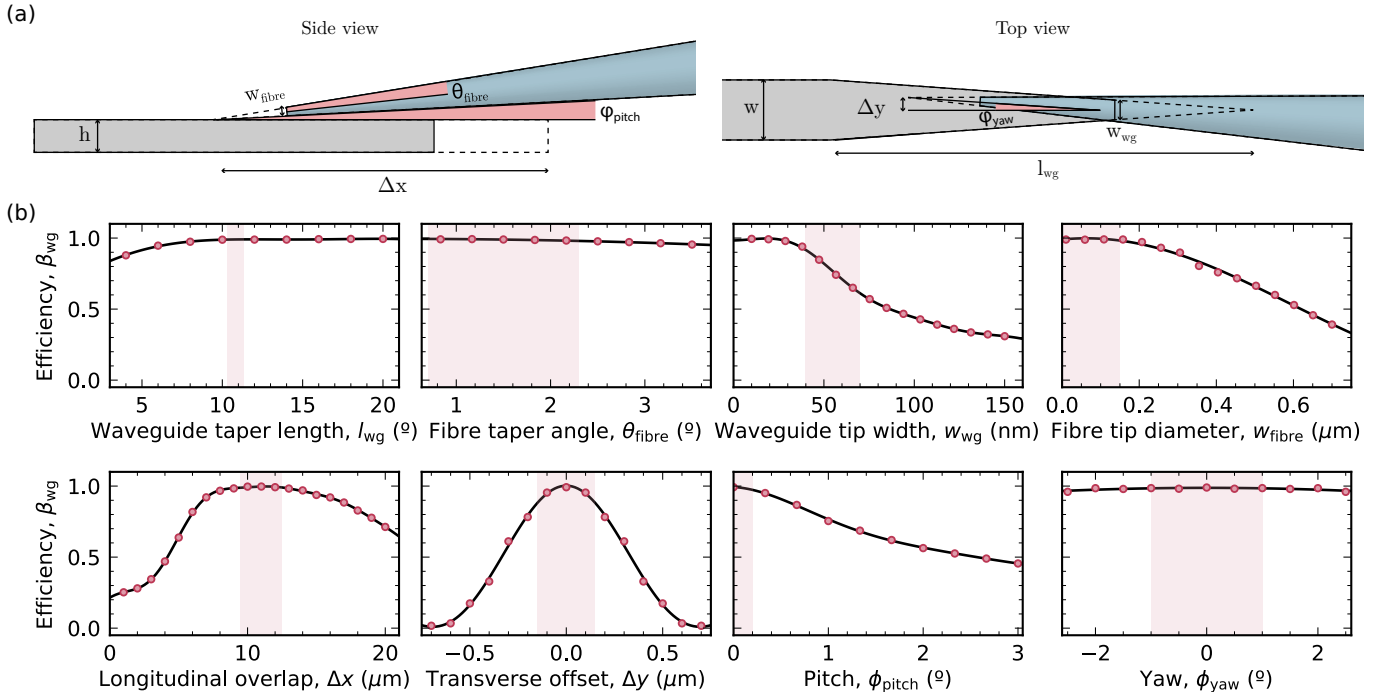 (a)
Side view
Top view
w_fibre
θ_fibre
φ_pitch
h
Δx
w
Δy
φ_yaw
w_wg
l_wg
(b)
Efficiency, β_wg
1.0
0.5
0.0
5 10 15 20
Waveguide taper length, l_wg (º)
1 2 3
Fibre taper angle, θ_fibre (º)
0 50 100 150
Waveguide tip width, w_wg (nm)
0.0 0.2 0.4 0.6
Fibre tip diameter, w_fibre (μm)
Efficiency, β_wg
1.0
0.5
0.0
0 10 20
Longitudinal overlap, Δx (μm)
−0.5 0.0 0.5
Transverse offset, Δy (μm)
0 1 2 3
Pitch, ϕ_pitch (º)
−2 0 2
Yaw, ϕ_yaw (º)